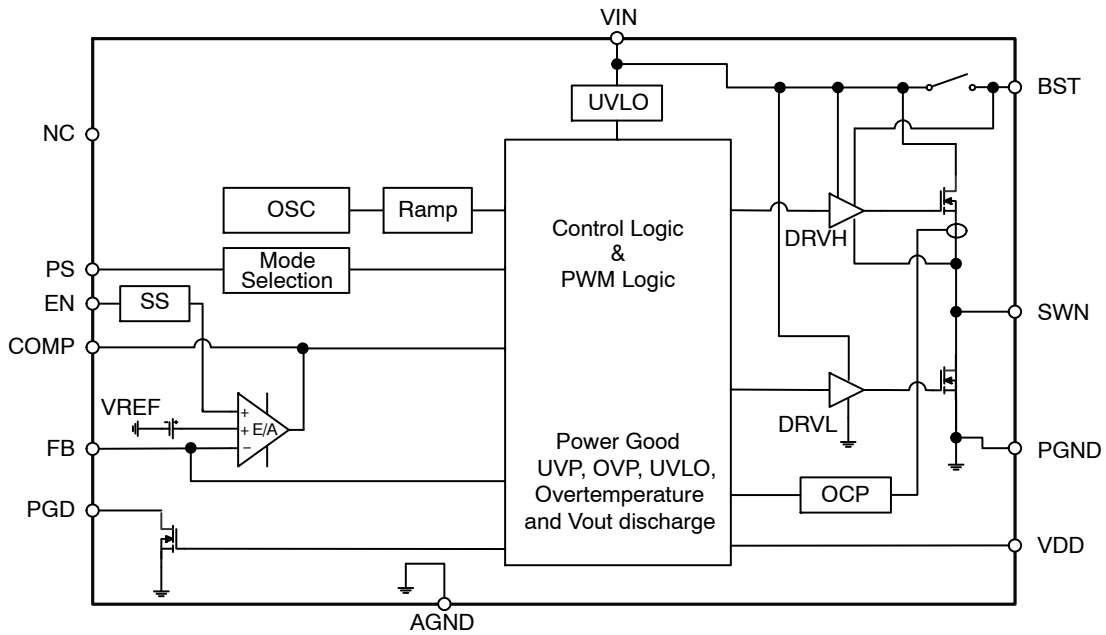 VIN
BST
UVLO
NC
OSC
Ramp
Control Logic
&
PWM Logic
DRVH
PS
Mode
Selection
EN
SS
SWN
COMP
VREF
+
+
−
E/A
DRVL
FB
Power Good
UVP, OVP, UVLO,
Overtemperature
and Vout discharge
PGND
OCP
PGD
VDD
AGND